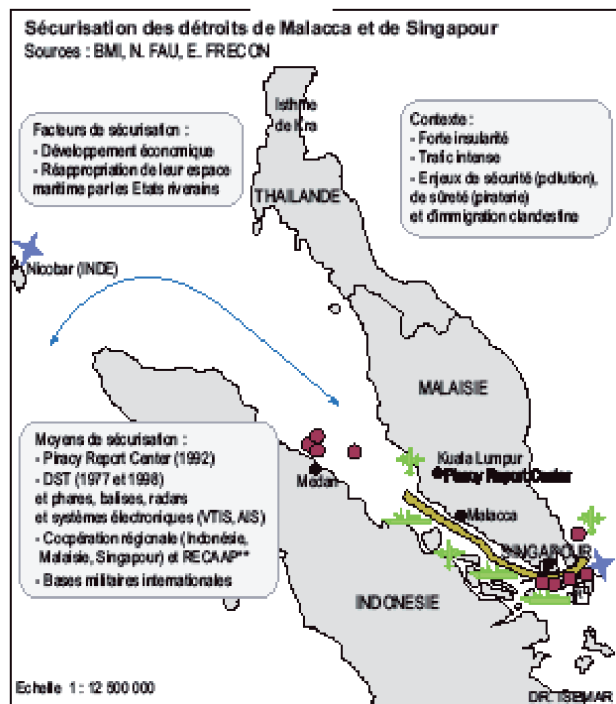 Sécurisation des détroits de Malacca et de Singapour
Sources : BMI, N. FAU, E. FRECON
Isthme
de Kra
Facteurs de sécurisation :
- Développement économique
- Réappropriation de leur espace
maritime par les Etats riverains
Contexte :
- Forte insularité
- Trafic intense
- Enjeux de sécurité (pollution),
de sûreté (piraterie)
et d'immigration clandestine
THAILANDE
Nicobar (INDE)
MALAISIE
Moyens de sécurisation :
- Piracy Report Center (1992)
- DST (1977 et 1998)
et phares, balises, radars
et systèmes électroniques (VTIS, AIS)
- Coopération régionale (Indonésie,
Malaisie, Singapour) et RECAAP**
- Bases militaires internationales
Medan
Kuala Lumpur
Piracy Report Center
Malacca
SINGAPOUR
INDONESIE
Echelle 1 : 12 500 000
DR. ISEMAR